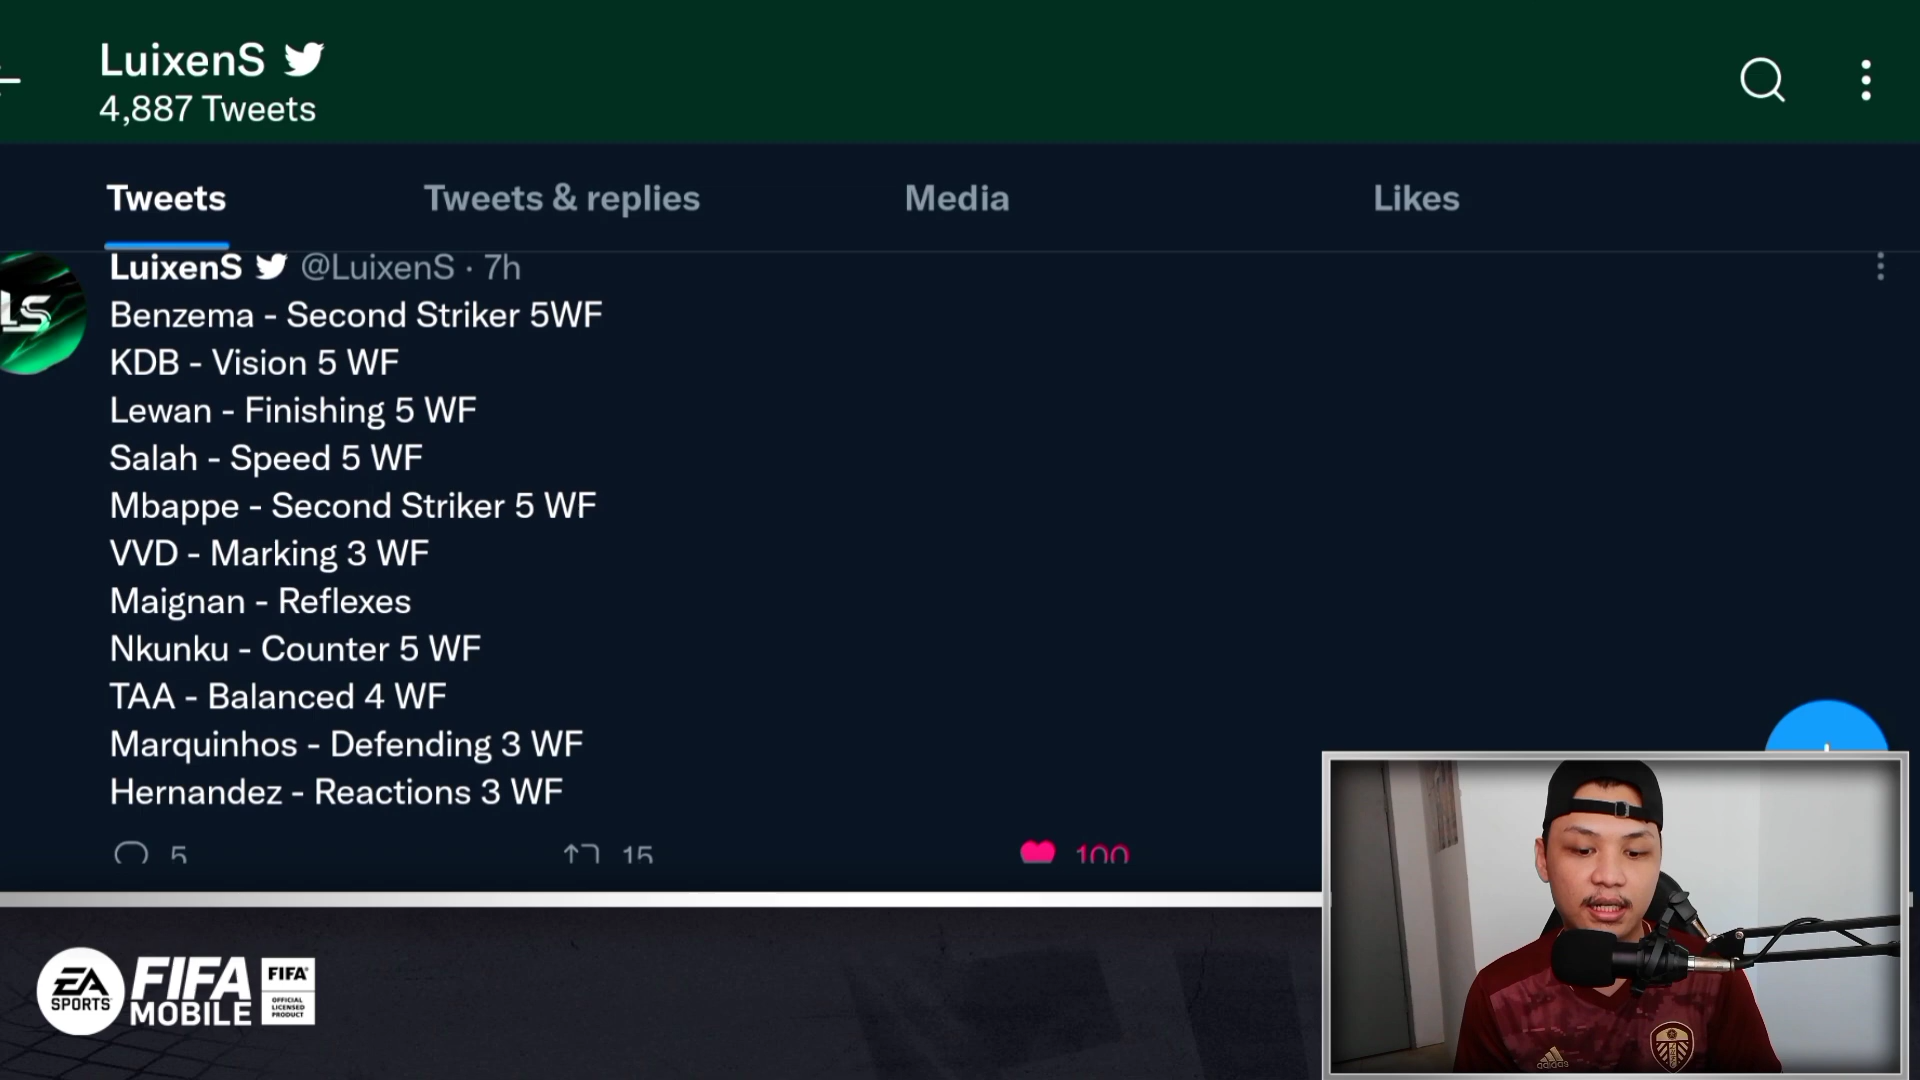 LuixenS
4,887 Tweets
Tweets
Tweets & replies
Media
Likes
LuixenS @LuixenS · 7h
LS
Benzema - Second Striker 5WF
KDB - Vision 5 WF
Lewan - Finishing 5 WF
Salah - Speed 5 WF
Mbappe - Second Striker 5 WF
VVD - Marking 3 WF
Maignan - Reflexes
Nkunku - Counter 5 WF
TAA - Balanced 4 WF
Marquinhos - Defending 3 WF
Hernandez - Reactions 3 WF
5
15
100
EA
SPORTS
FIFA
MOBILE
FIFA
OFFICIAL
LICENSED
PRODUCT
adidas